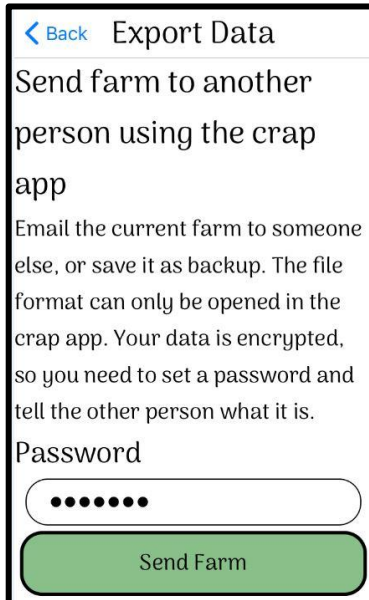 Back Export Data
Send farm to another
person using the crap
app
Email the current farm to someone
else, or save it as backup. The file
format can only be opened in the
crap app. Your data is encrypted,
so you need to set a password and
tell the other person what it is.
Password
•••••••
Send Farm